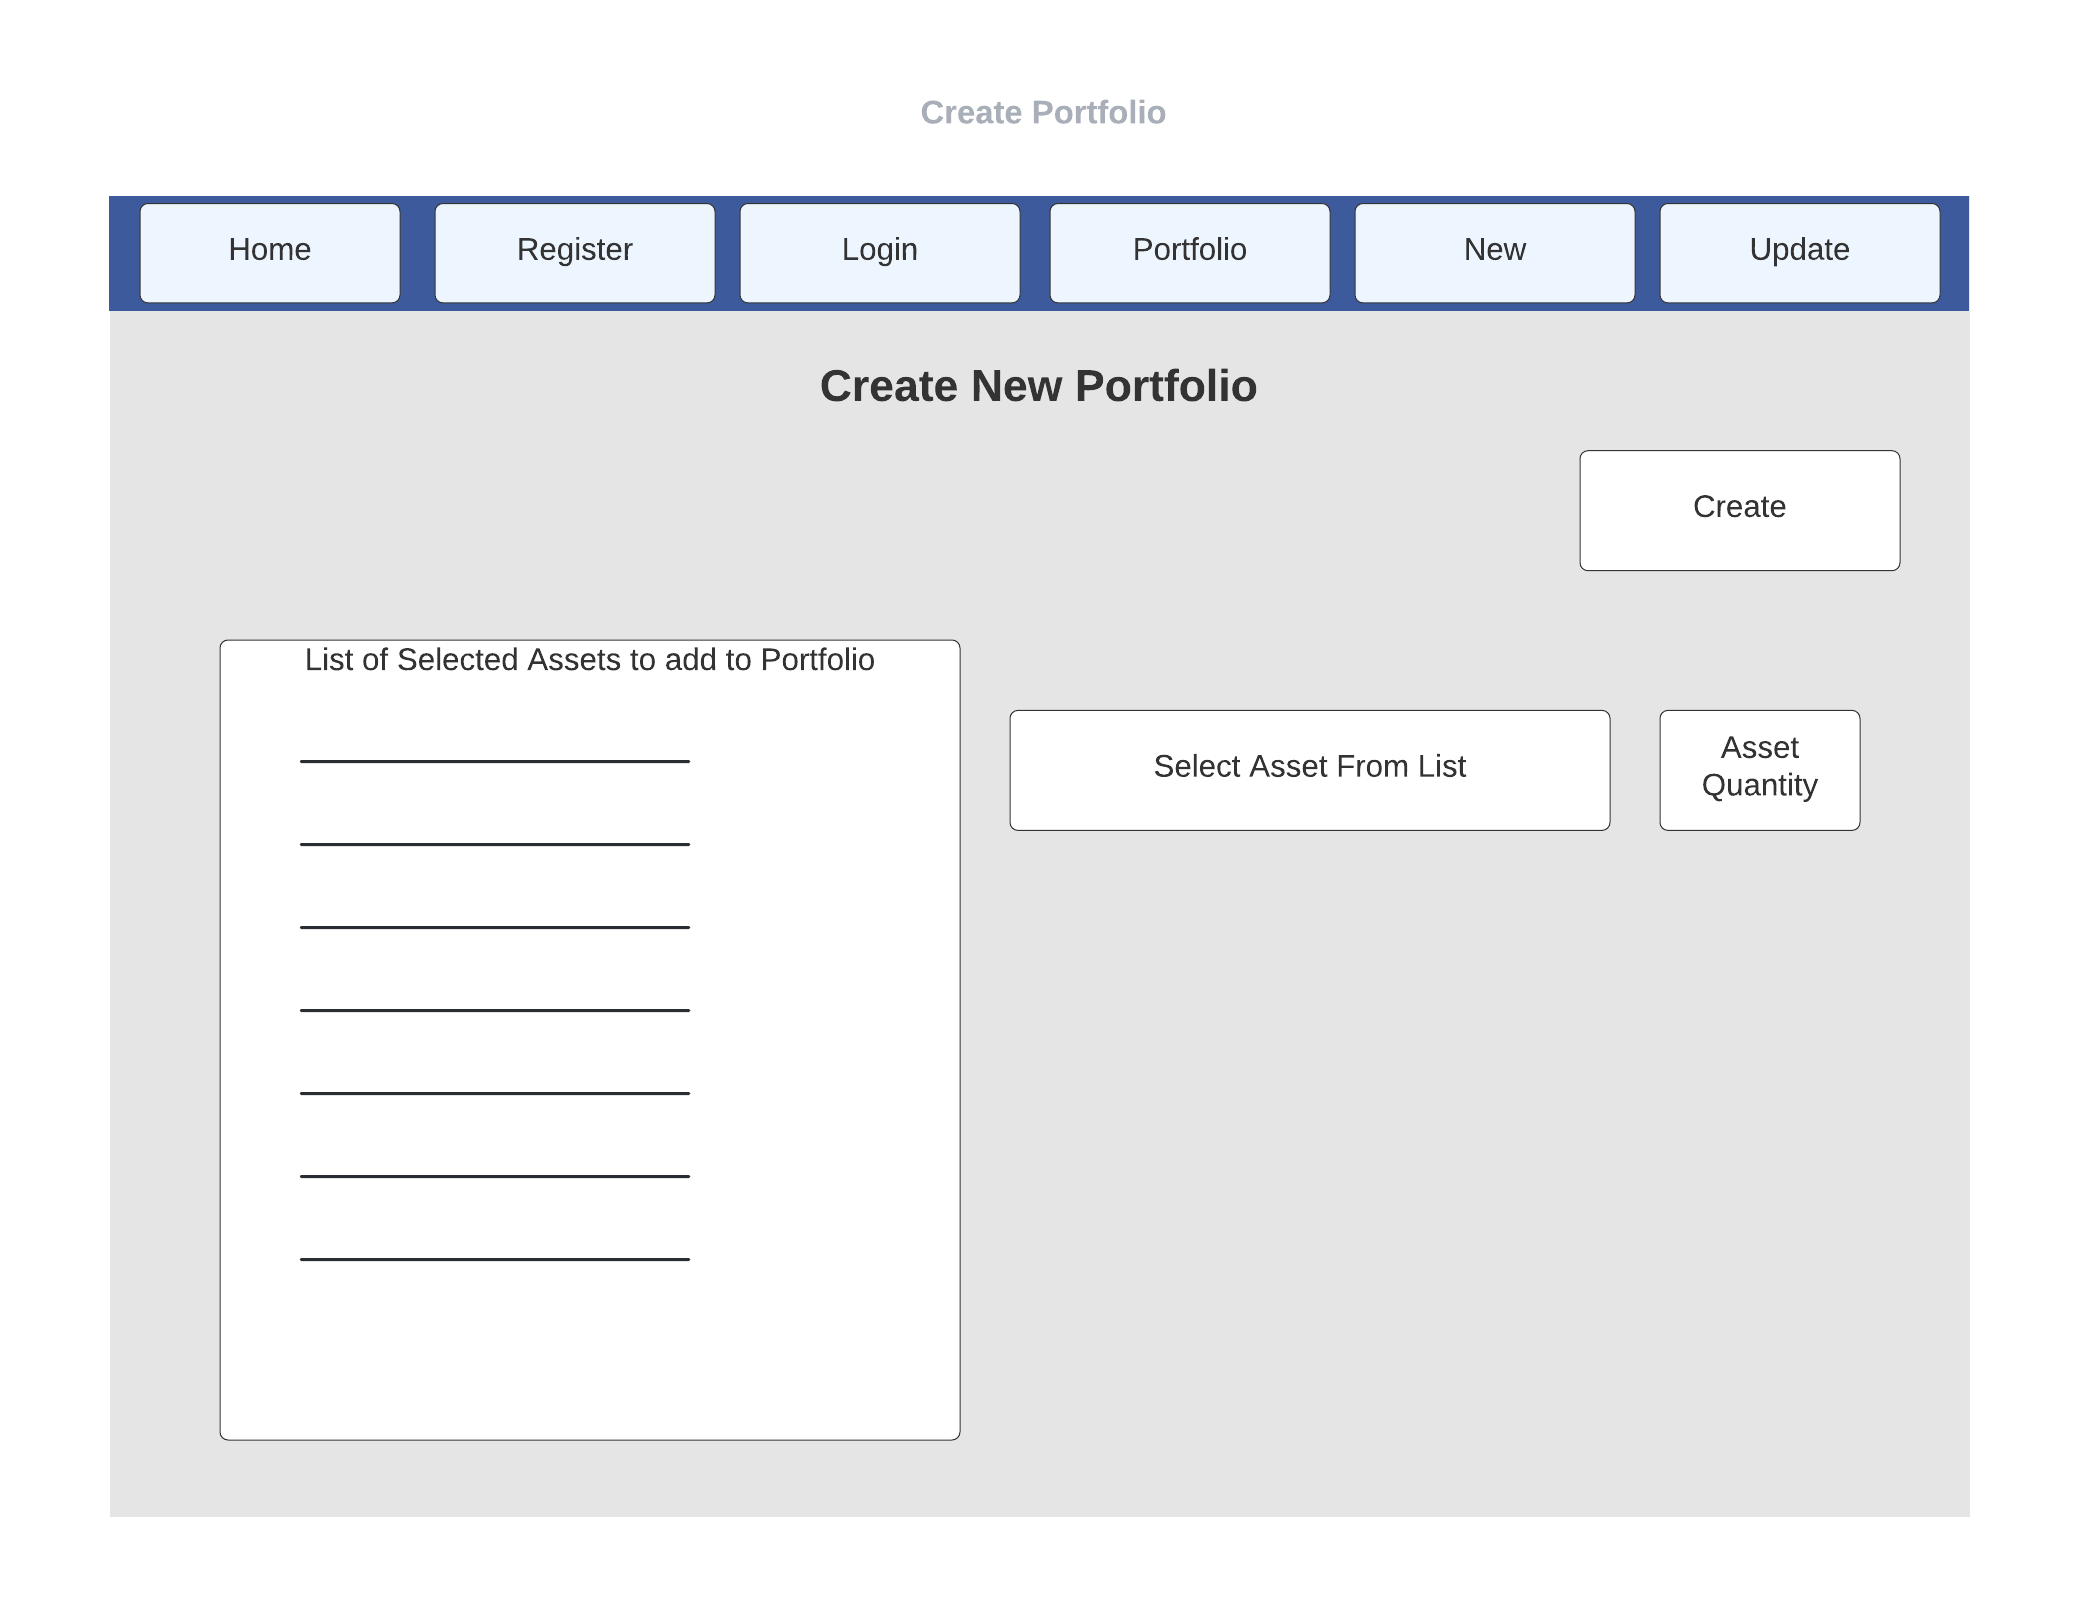 Create Portfolio
Home
Register
Login
Portfolio
New
Update
Create New Portfolio
Create
List of Selected Assets to add to Portfolio
Select Asset From List
Asset
Quantity